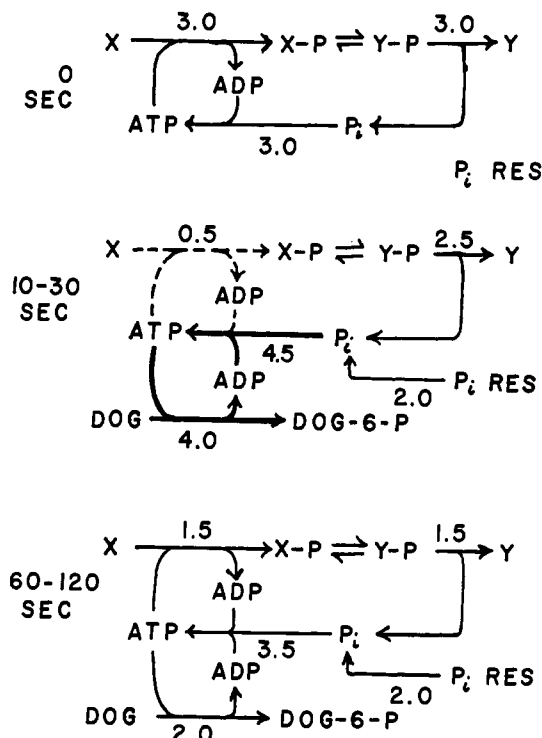 3.0
X X-P ⇌ Y-P 3.0 Y
0 SEC
ADP
ATP Pi
3.0
Pi RES
0.5
X X-P ⇌ Y-P 2.5 Y
10-30 SEC
ADP
ATP Pi
4.5
ADP Pi RES
2.0
DOG DOG-6-P
4.0
1.5 1.5
X X-P ⇌ Y-P Y
60-120 SEC
ADP
ATP Pi
3.5
ADP Pi RES
2.0
DOG DOG-6-P
2.0